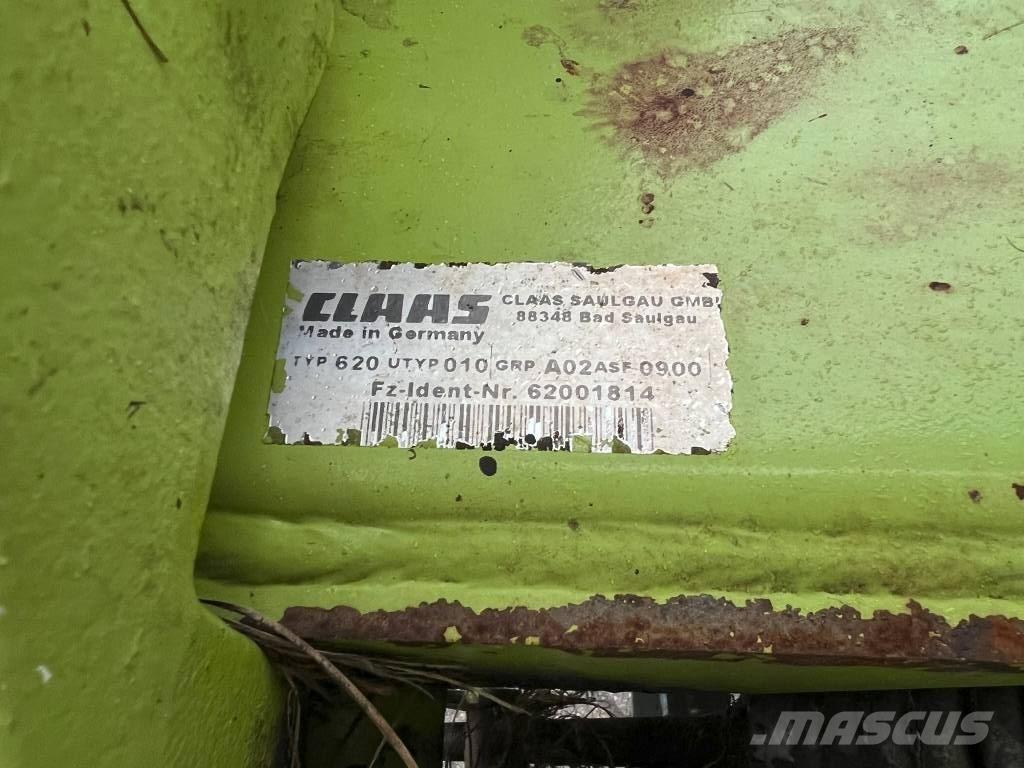 CLAAS
CLAAS SAULGAU GMB
88348 Bad Saulgau
Made in Germany
TYP 620 UTYP 010 GRP A02 ASF 0900
Fz-Ident-Nr. 62001814
MASCUS